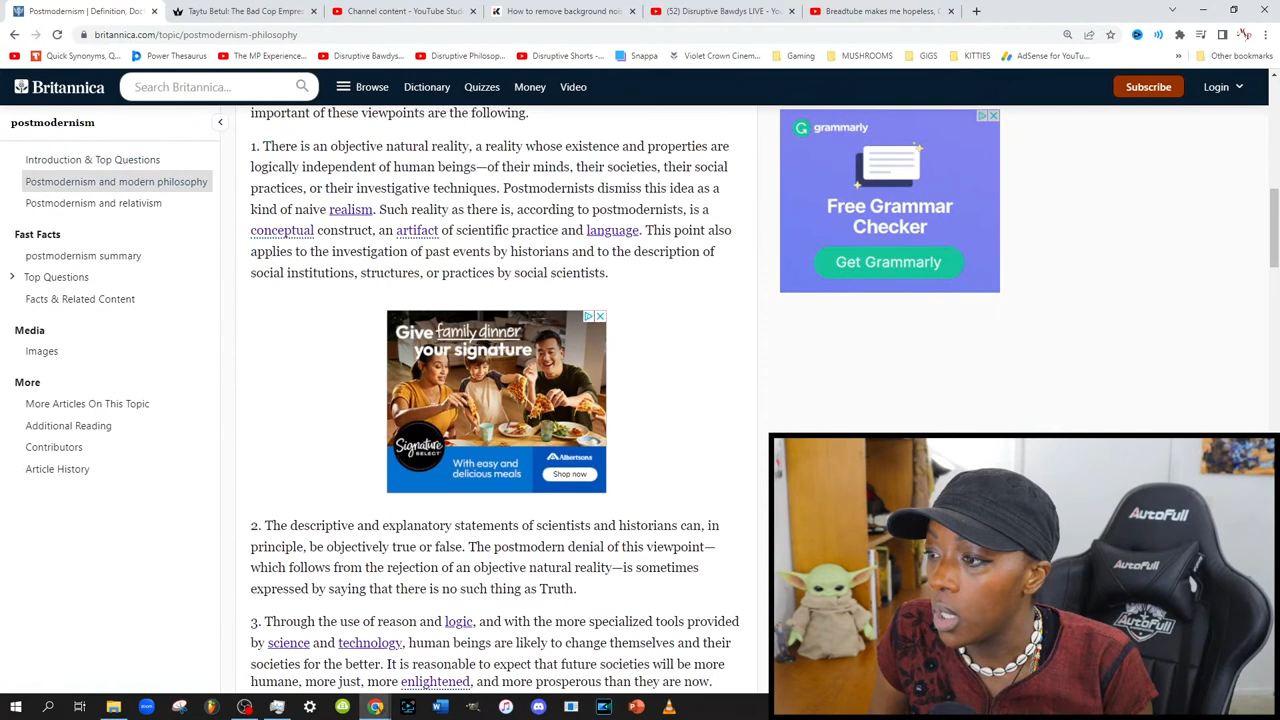 Postmodernism | Definition, Doc
Taytu Betul: The Bad Cop Empres
Channel content - YouTube Stud
How to remove background nois
(52) Disruptive Bawdys LIVE - You
Breadtube makes me hopeless, C
britannica.com/topic/postmodernism-philosophy
Quick Synonyms, Q...
Power Thesaurus
The MP Experience...
Disruptive Bawdys...
Disruptive Philosop...
Disruptive Shorts -...
Snappa
Violet Crown Cinem...
Gaming
MUSHROOMS
GIGS
KITTIES
AdSense for YouTu...
Other bookmarks
Britannica
Search Britannica...
Browse
Dictionary
Quizzes
Money
Video
Subscribe
Login
postmodernism
Introduction & Top Questions
Postmodernism and modern philosophy
Postmodernism and relativism
Fast Facts
postmodernism summary
Top Questions
Facts & Related Content
Media
Images
More
More Articles On This Topic
Additional Reading
Contributors
Article History
important of these viewpoints are the following.
1. There is an objective natural reality, a reality whose existence and properties are
logically independent of human beings—of their minds, their societies, their social
practices, or their investigative techniques. Postmodernists dismiss this idea as a
kind of naive realism. Such reality as there is, according to postmodernists, is a
conceptual construct, an artifact of scientific practice and language. This point also
applies to the investigation of past events by historians and to the description of
social institutions, structures, or practices by social scientists.
Give family dinner
your signature
Signature
SELECT
With easy and
delicious meals
Albertsons
Shop now
2. The descriptive and explanatory statements of scientists and historians can, in
principle, be objectively true or false. The postmodern denial of this viewpoint—
which follows from the rejection of an objective natural reality—is sometimes
expressed by saying that there is no such thing as Truth.
3. Through the use of reason and logic, and with the more specialized tools provided
by science and technology, human beings are likely to change themselves and their
societies for the better. It is reasonable to expect that future societies will be more
humane, more just, more enlightened, and more prosperous than they are now.
grammarly
Free Grammar
Checker
Get Grammarly
AutoFull
AutoFull